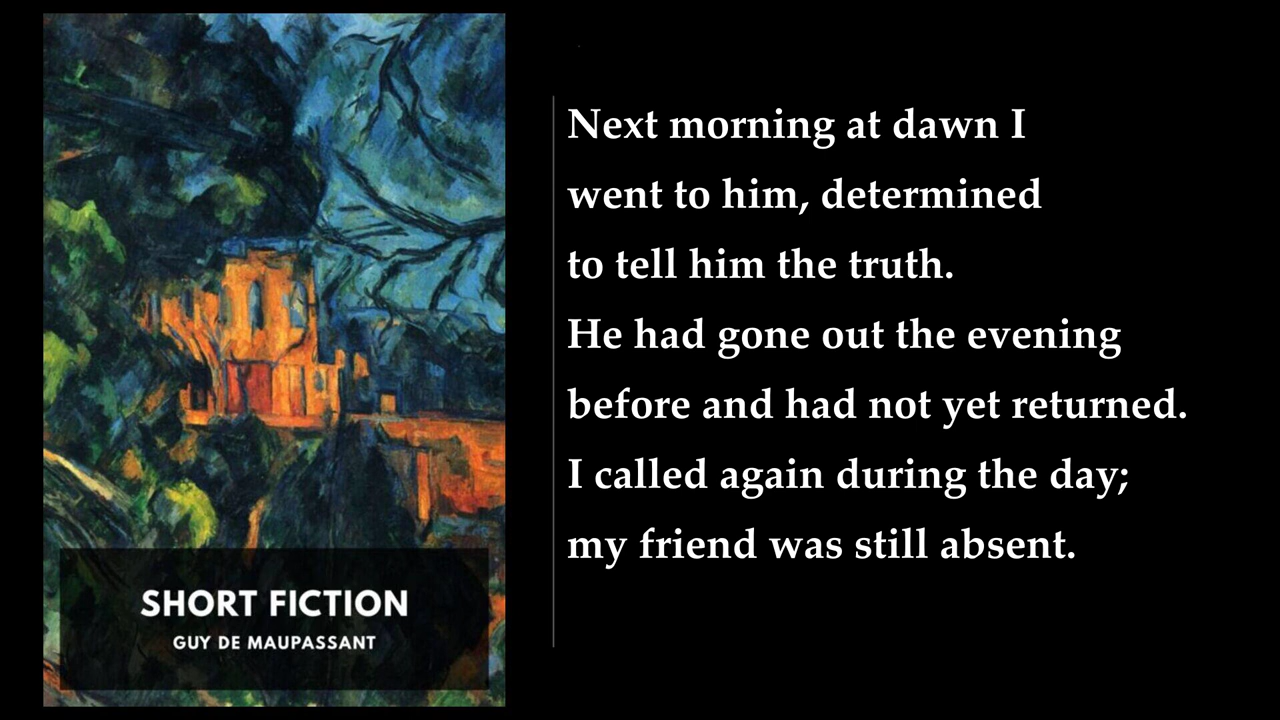 SHORT FICTION
GUY DE MAUPASSANT
Next morning at dawn I
went to him, determined
to tell him the truth.
He had gone out the evening
before and had not yet returned.
I called again during the day;
my friend was still absent.